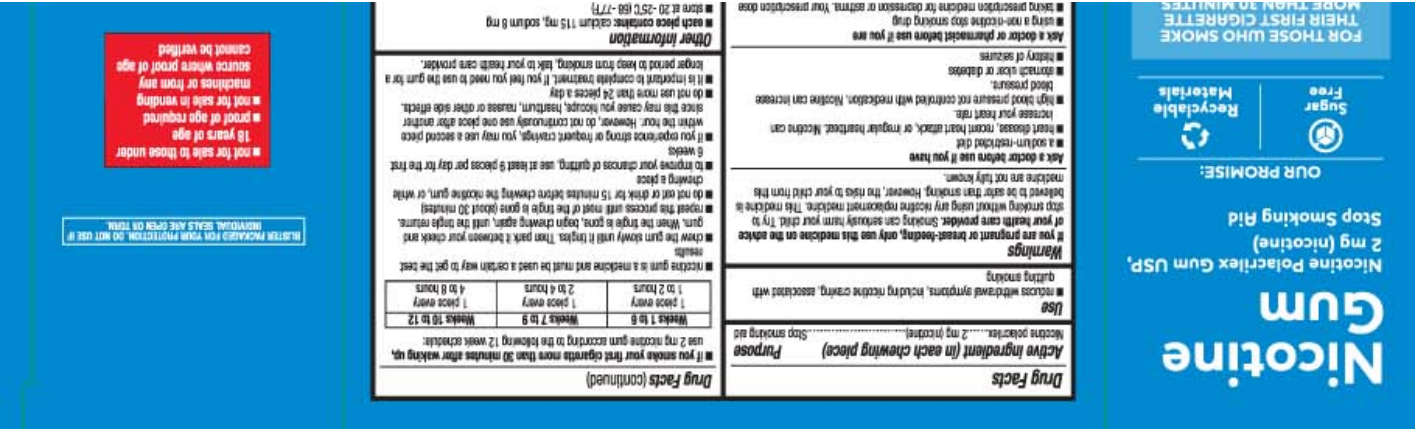 Nicotine
Gum
Nicotine Polacrilex Gum USP,
2 mg (nicotine)
Stop Smoking Aid
OUR PROMISE:
Sugar
Free
Recyclable
Materials
FOR THOSE WHO SMOKE
THEIR FIRST CIGARETTE
MORE THAN 30 MINUTES
Drug Facts
Active ingredient (in each chewing piece) Purpose
Nicotine polacrilex......2 mg (nicotine)..............................Stop smoking aid
Use
■ reduces withdrawal symptoms, including nicotine craving, associated with
quitting smoking
Warnings
If you are pregnant or breast-feeding, only use this medicine on the advice
of your health care provider. Smoking can seriously harm your child. Try to
stop smoking without using any nicotine replacement medicine. This medicine is
believed to be safer than smoking. However, the risks to your child from this
medicine are not fully known.
Ask a doctor before use if you have
■ a sodium-restricted diet
■ heart disease, recent heart attack, or irregular heartbeat. Nicotine can
increase your heart rate.
■ high blood pressure not controlled with medication. Nicotine can increase
blood pressure.
■ stomach ulcer or diabetes
■ history of seizures
Ask a doctor or pharmacist before use if you are
■ using a non-nicotine stop smoking drug
■ taking prescription medicine for depression or asthma. Your prescription dose
Drug Facts (continued)
■ if you smoke your first cigarette more than 30 minutes after waking up,
use 2 mg nicotine gum according to the following 12 week schedule:
Weeks 1 to 6 Weeks 7 to 9 Weeks 10 to 12
1 piece every 1 piece every 1 piece every
1 to 2 hours 2 to 4 hours 4 to 8 hours
■ nicotine gum is a medicine and must be used a certain way to get the best
results
■ chew the gum slowly until it tingles. Then park it between your cheek and
gum. When the tingle is gone, begin chewing again, until the tingle returns.
■ repeat this process until most of the tingle is gone (about 30 minutes)
■ do not eat or drink for 15 minutes before chewing the nicotine gum, or while
chewing a piece
■ to improve your chances of quitting, use at least 9 pieces per day for the first
6 weeks
■ if you experience strong or frequent cravings, you may use a second piece
within the hour. However, do not continuously use one piece after another
since this may cause you hiccups, heartburn, nausea or other side effects.
■ do not use more than 24 pieces a day
■ it is important to complete treatment. If you feel you need to use the gum for a
longer period to keep from smoking, talk to your health care provider.
Other information
■ each piece contains: calcium 115 mg, sodium 8 mg
■ store at 20 -25°C (68 -77°F)
BLISTER PACKAGED FOR YOUR PROTECTION. DO NOT USE IF
INDIVIDUAL SEALS ARE OPEN OR TORN.
■ not for sale to those under
18 years of age
■ proof of age required
■ not for sale in vending
machines or from any
source where proof of age
cannot be verified